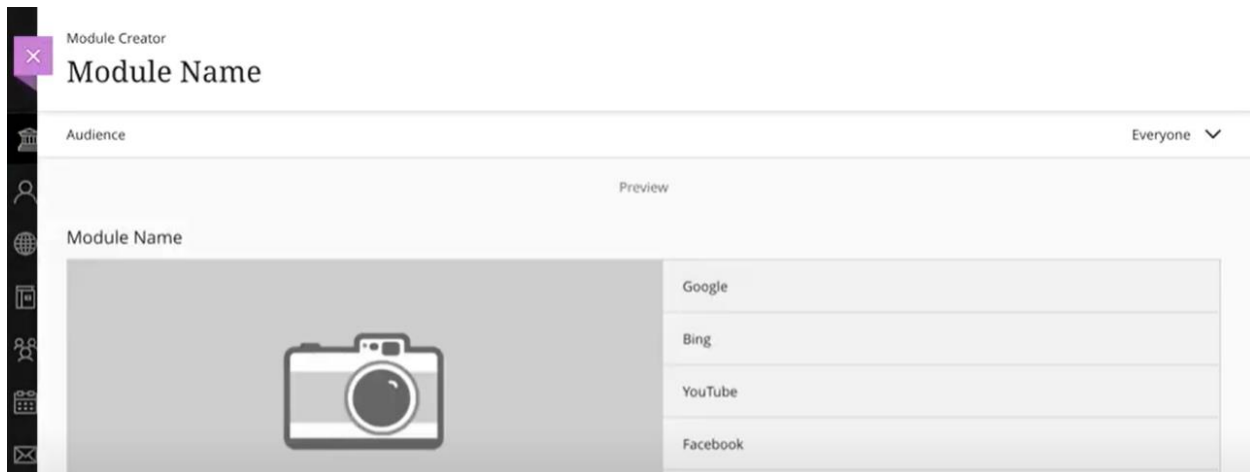 Module Creator
Module Name
Audience
Everyone
Preview
Module Name
Google
Bing
YouTube
Facebook